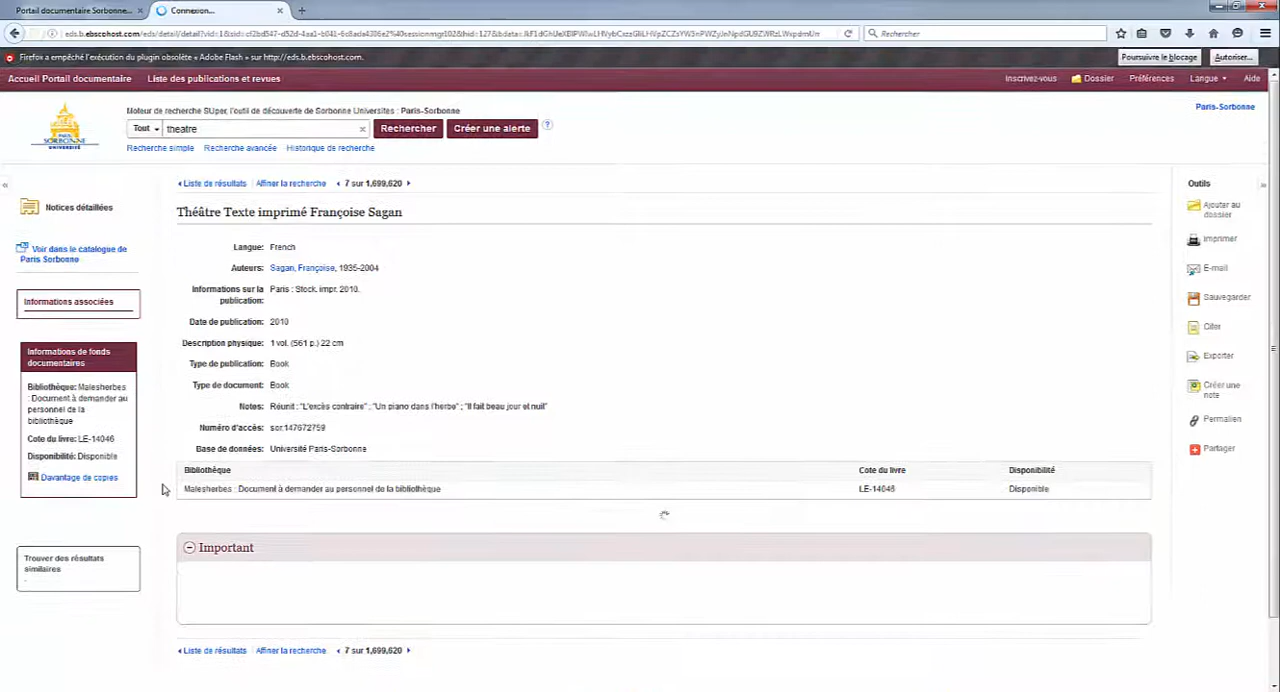 Portail documentaire Sorbonne...
Connexion...
Rechercher
Firefox a empêché l'exécution du plugin obsolète « Adobe Flash » sur http://eds.b.ebscohost.com.
Poursuivre le blocage
Autoriser...
Accueil Portail documentaire
Liste des publications et revues
Inscrivez-vous
Dossier
Préférences
Langue
Aide
Paris-Sorbonne
PARIS
SORBONNE
UNIVERSITÉ
Moteur de recherche SUper, l'outil de découverte de Sorbonne Universités : Paris-Sorbonne
Tout
theatre
Rechercher
Créer une alerte
Recherche simple
Recherche avancée
Historique de recherche
Liste de résultats
Affiner la recherche
7 sur 1,699,620
Notices détaillées
Voir dans le catalogue de
Paris Sorbonne
Informations associées
Informations de fonds
documentaires
Bibliothèque: Malesherbes
: Document à demander au
personnel de la
bibliothèque
Cote du livre: LE-14046
Disponibilité: Disponible
Davantage de copies
Trouver des résultats
similaires
Théâtre Texte imprimé Françoise Sagan
Langue: French
Auteurs: Sagan, Françoise, 1935-2004
Informations sur la publication: Paris : Stock. impr. 2010.
Date de publication: 2010
Description physique: 1 vol. (561 p.) 22 cm
Type de publication: Book
Type de document: Book
Notes: Réunit : "L'excès contraire" ; "Un piano dans l'herbe" ; "Il fait beau jour et nuit"
Numéro d'accès: sor.147672759
Base de données: Université Paris-Sorbonne
Bibliothèque Cote du livre Disponibilité
Malesherbes : Document à demander au personnel de la bibliothèque LE-14046 Disponible
Important
Liste de résultats
Affiner la recherche
7 sur 1,699,620
Outils
Ajouter au
dossier
Imprimer
E-mail
Sauvegarder
Citer
Exporter
Créer une
note
Permalien
Partager